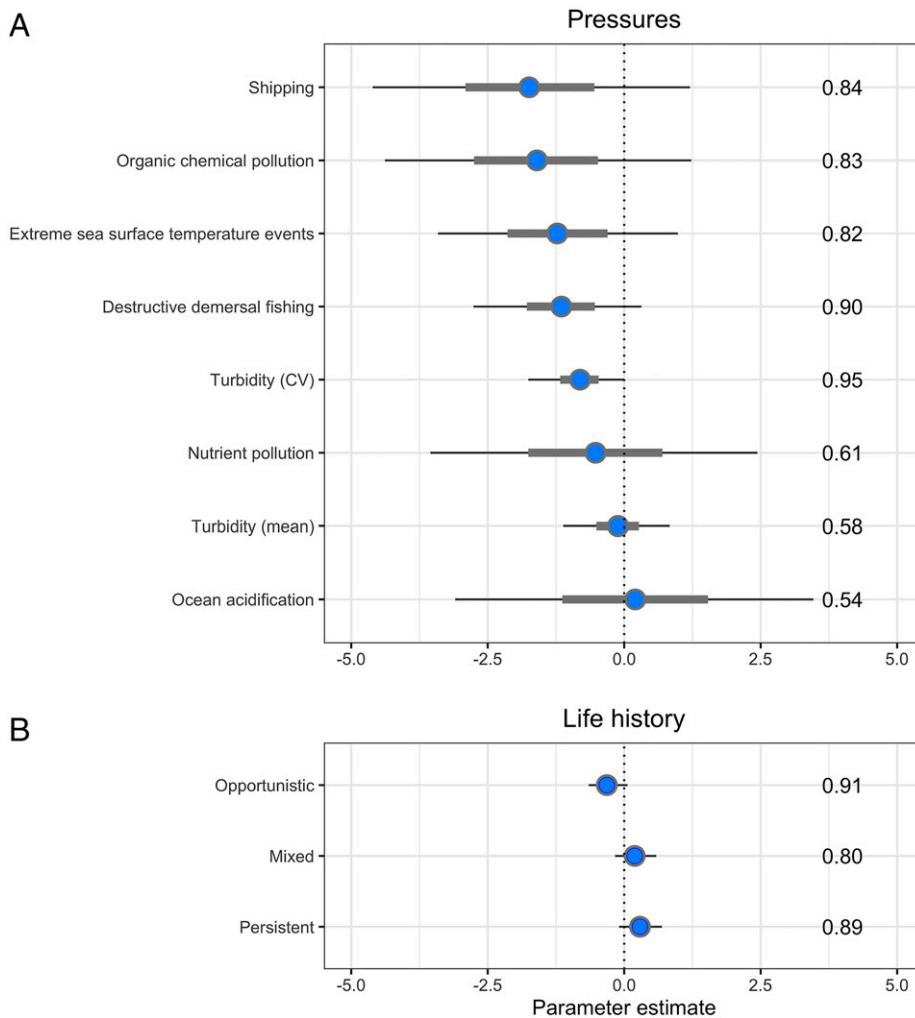 A
Pressures
Shipping 0.84
Organic chemical pollution 0.83
Extreme sea surface temperature events 0.82
Destructive demersal fishing 0.90
Turbidity (CV) 0.95
Nutrient pollution 0.61
Turbidity (mean) 0.58
Ocean acidification 0.54
-5.0 -2.5 0.0 2.5 5.0
B
Life history
Opportunistic 0.91
Mixed 0.80
Persistent 0.89
-5.0 -2.5 0.0 2.5 5.0
Parameter estimate